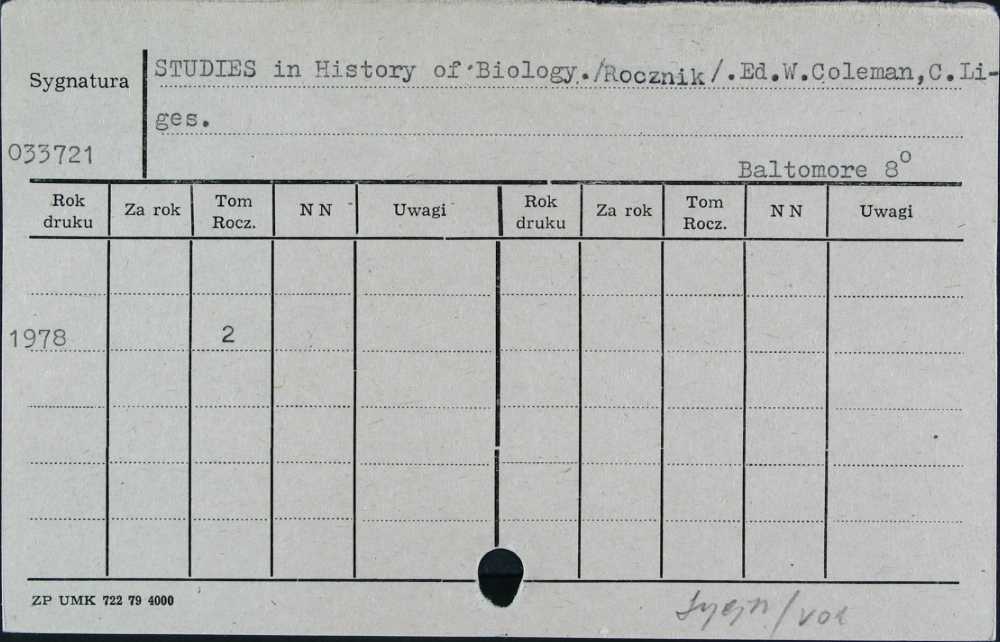 Sygnatura
STUDIES in History of Biology./Rocznik/.Ed.W.Coleman,C.Li-
ges.
033721
Baltomore 8°
Rok druku Za rok Tom Rocz. N N Uwagi Rok druku Za rok Tom Rocz. N N Uwagi
1978 2
ZP UMK 722 79 4000